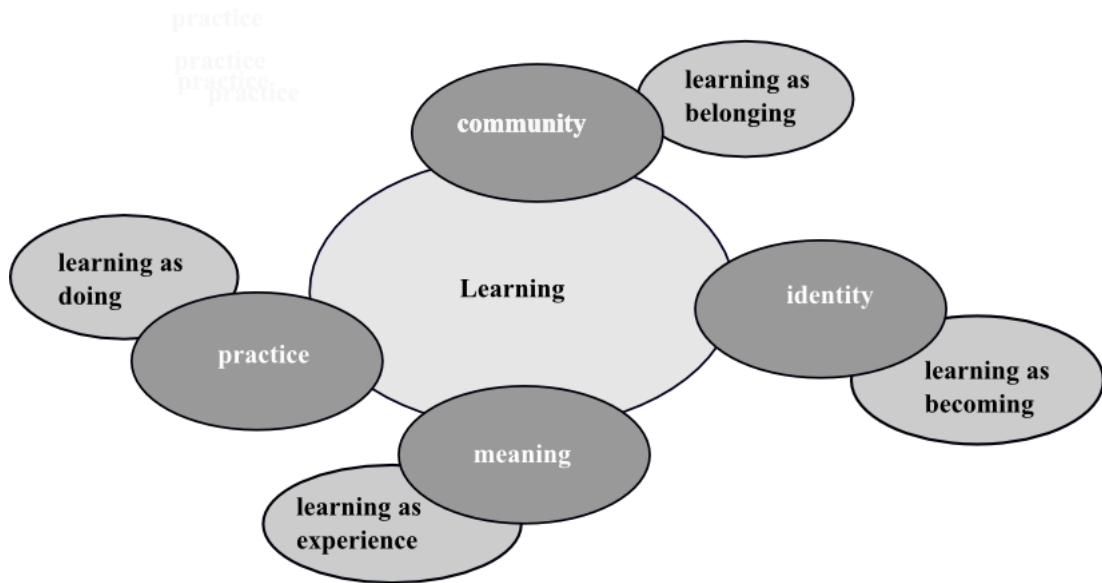 practice
practice
practice
practice
learning as
belonging
community
learning as
doing
Learning
identity
practice
learning as
becoming
meaning
learning as
experience